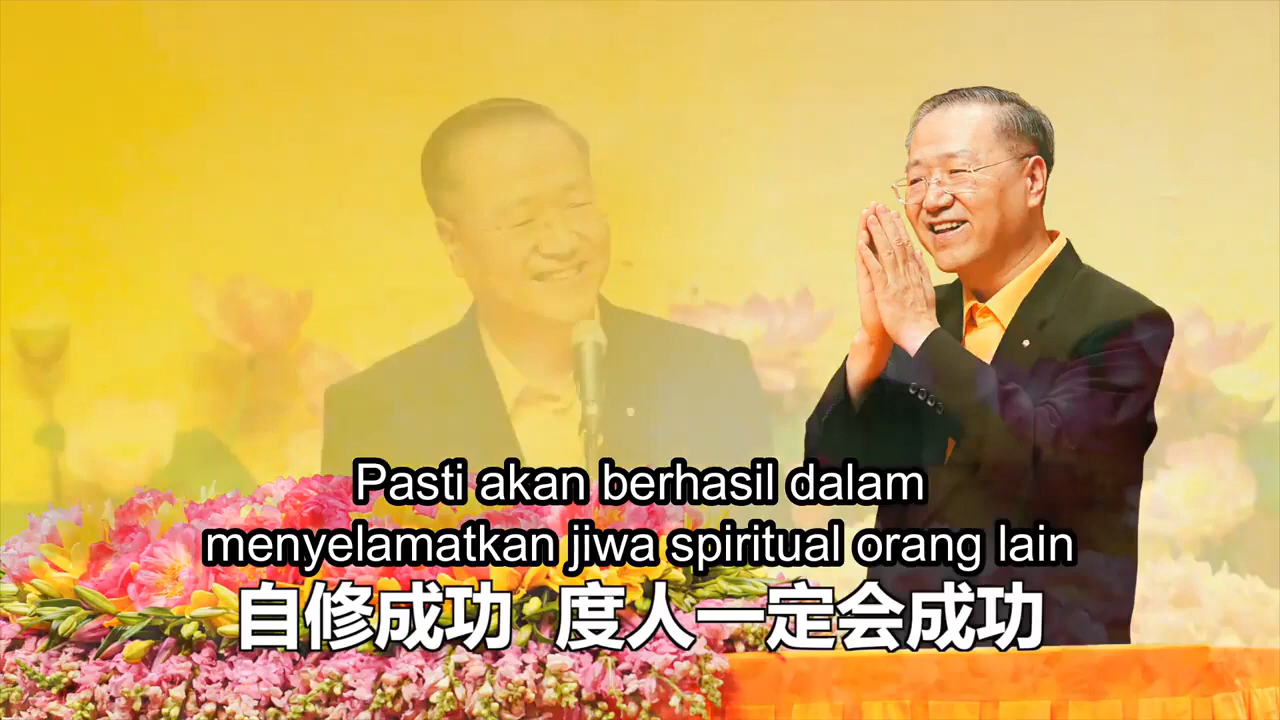 Pasti akan berhasil dalam
menyelamatkan jiwa spiritual orang lain
自修成功 度人一定会成功